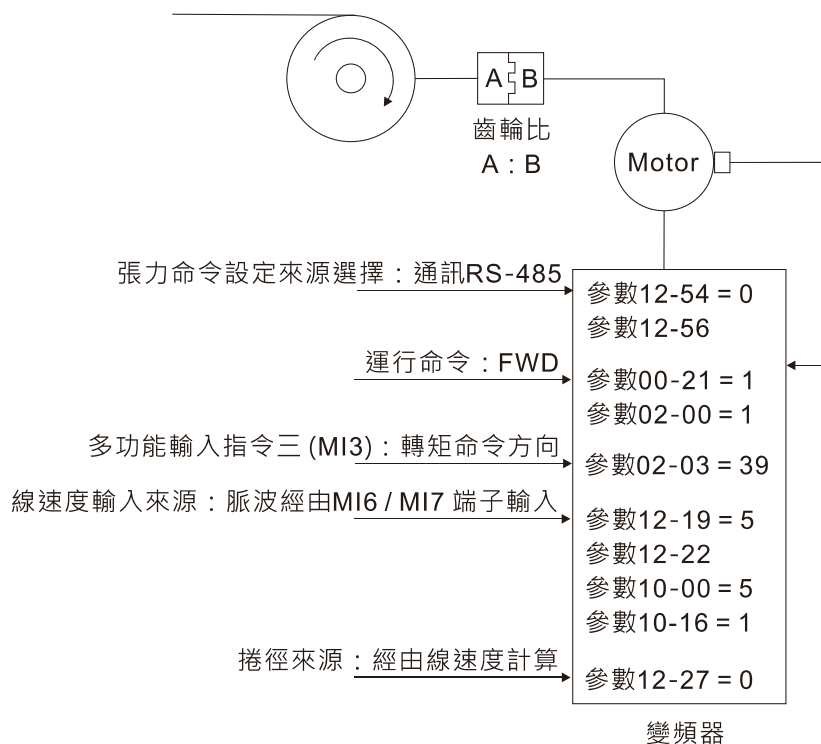 A B
齒輪比
A : B
Motor
張力命令設定來源選擇 : 通訊RS-485
參數12-54 = 0
參數12-56
運行命令 : FWD
參數00-21 = 1
參數02-00 = 1
多功能輸入指令三 (MI3) : 轉矩命令方向
參數02-03 = 39
線速度輸入來源 : 脈波經由MI6 / MI7 端子輸入
參數12-19 = 5
參數12-22
參數10-00 = 5
參數10-16 = 1
捲徑來源 : 經由線速度計算
參數12-27 = 0
變頻器